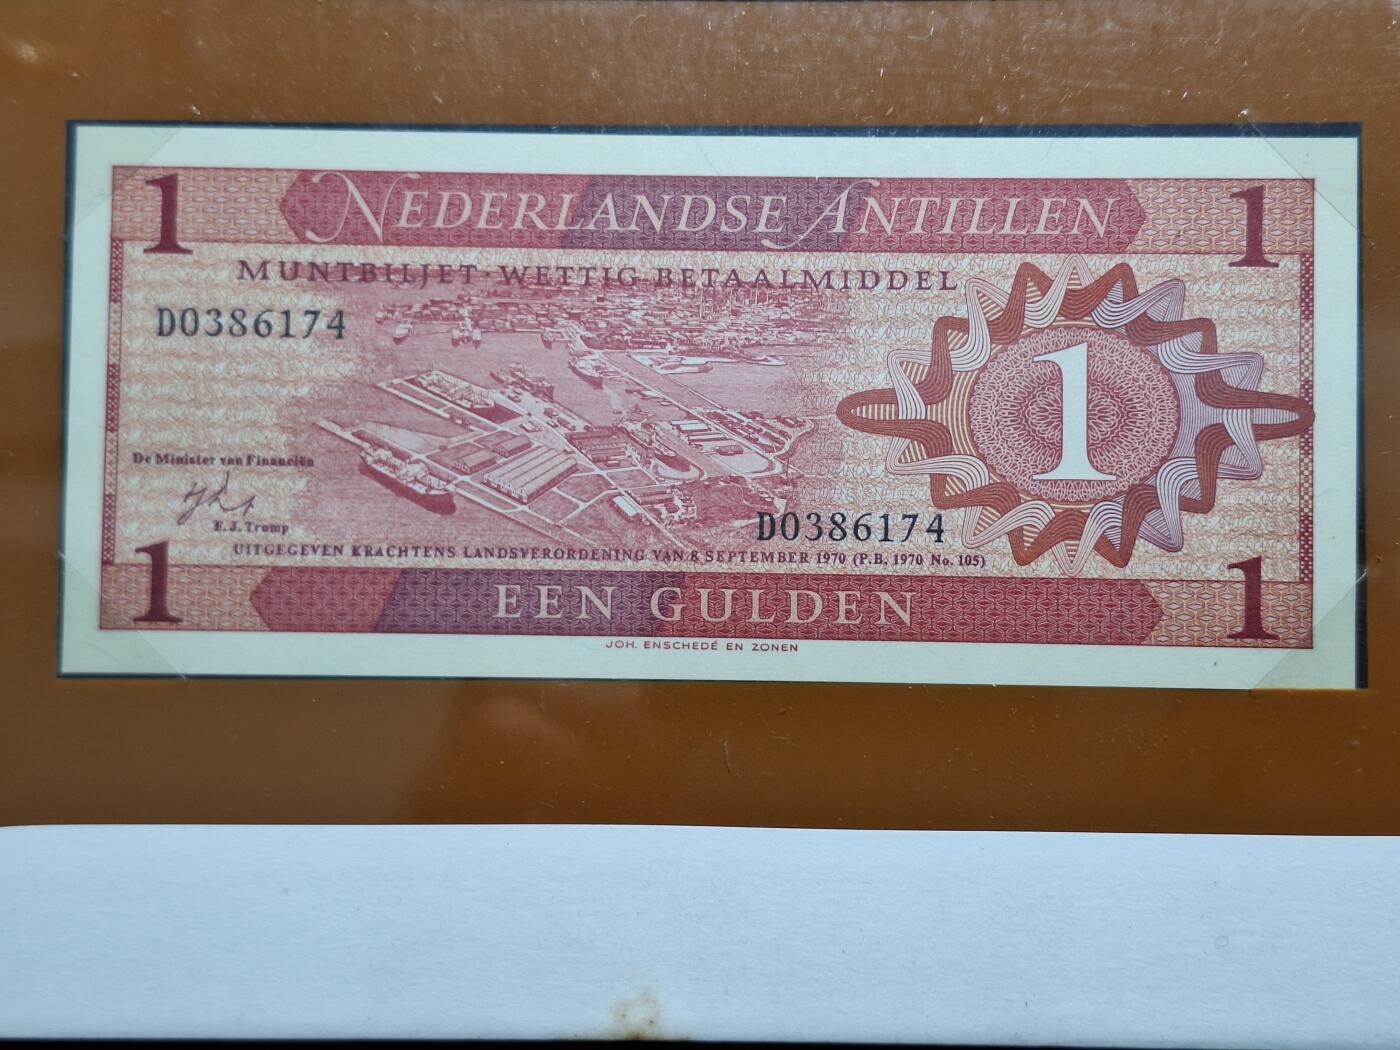 1 NEDERLANDSE ANTILLEN 1
MUNTBILJET-WETTIG BETAALMIDDEL
D0386174
1
De Minister van Financiën
E.J. Tromp
D0386174
UITGEGEVEN KRACHTENS LANDSVERORDENING VAN 8 SEPTEMBER 1970 (P.B. 1970 No. 105)
1 EEN GULDEN 1
JOH. ENSCHEDÉ EN ZONEN